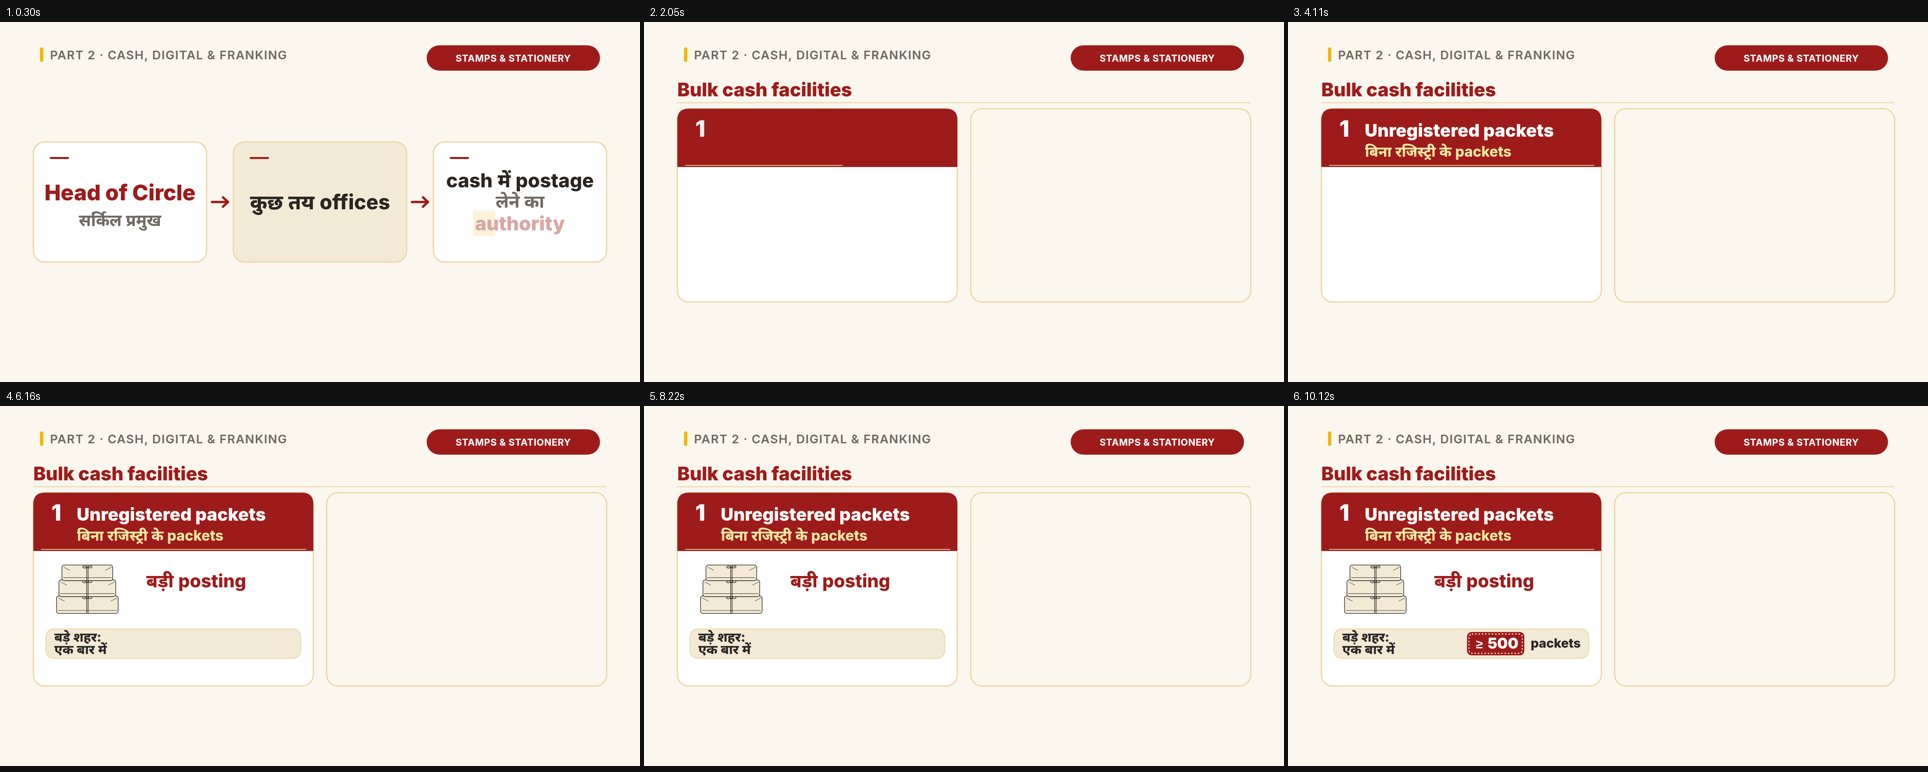 1. 0.30s
PART 2 · CASH, DIGITAL & FRANKING
STAMPS & STATIONERY
Head of Circle
सर्किल प्रमुख
कुछ तय offices
cash में postage
लेने का
authority
2. 2.05s
PART 2 · CASH, DIGITAL & FRANKING
STAMPS & STATIONERY
Bulk cash facilities
1
3. 4.11s
PART 2 · CASH, DIGITAL & FRANKING
STAMPS & STATIONERY
Bulk cash facilities
1 Unregistered packets
बिना रजिस्ट्री के packets
4. 6.16s
PART 2 · CASH, DIGITAL & FRANKING
STAMPS & STATIONERY
Bulk cash facilities
1 Unregistered packets
बिना रजिस्ट्री के packets
बड़ी posting
बड़े शहर:
एक बार में
5. 8.22s
PART 2 · CASH, DIGITAL & FRANKING
STAMPS & STATIONERY
Bulk cash facilities
1 Unregistered packets
बिना रजिस्ट्री के packets
बड़ी posting
बड़े शहर:
एक बार में
6. 10.12s
PART 2 · CASH, DIGITAL & FRANKING
STAMPS & STATIONERY
Bulk cash facilities
1 Unregistered packets
बिना रजिस्ट्री के packets
बड़ी posting
बड़े शहर:
एक बार में
≥ 500 packets